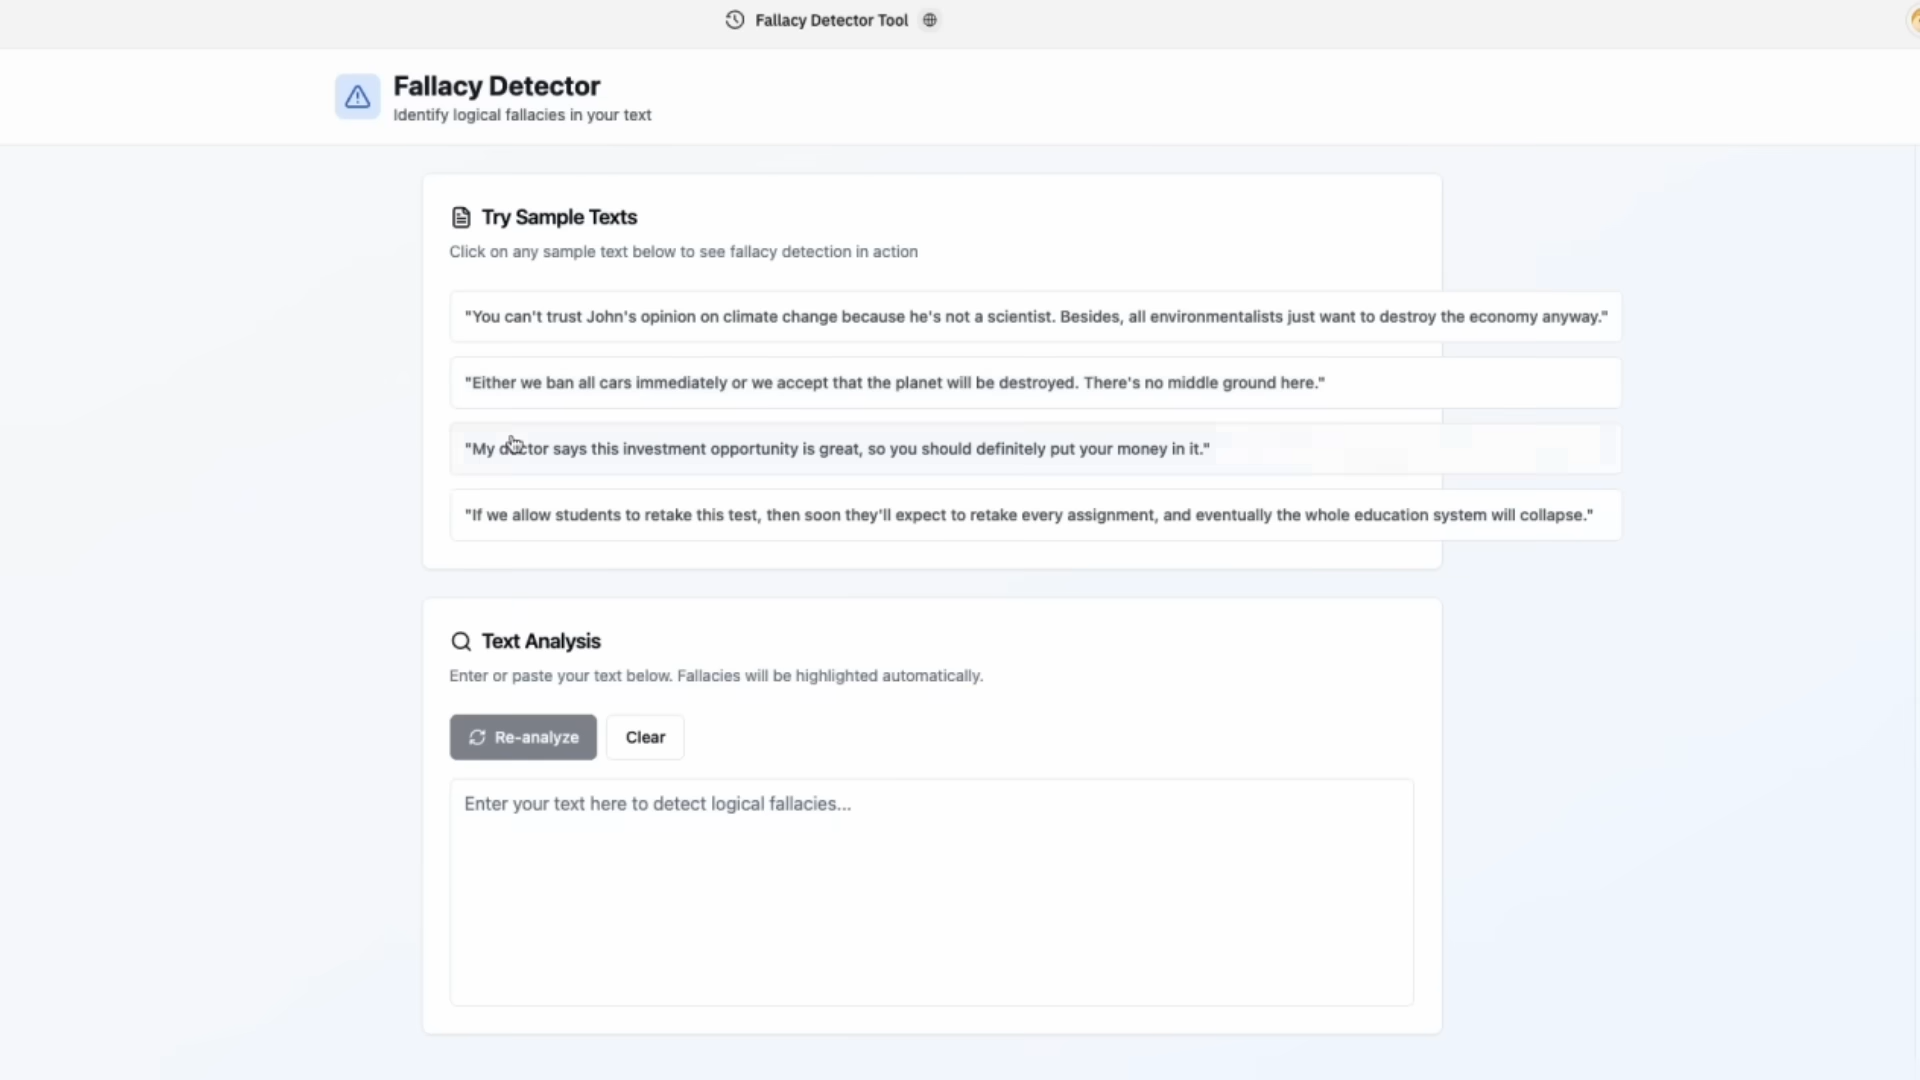 Fallacy Detector Tool
Fallacy Detector
Identify logical fallacies in your text
Try Sample Texts
Click on any sample text below to see fallacy detection in action
"You can't trust John's opinion on climate change because he's not a scientist. Besides, all environmentalists just want to destroy the economy anyway."
"Either we ban all cars immediately or we accept that the planet will be destroyed. There's no middle ground here."
"My doctor says this investment opportunity is great, so you should definitely put your money in it."
"If we allow students to retake this test, then soon they'll expect to retake every assignment, and eventually the whole education system will collapse."
Text Analysis
Enter or paste your text below. Fallacies will be highlighted automatically.
Re-analyze
Clear
Enter your text here to detect logical fallacies...